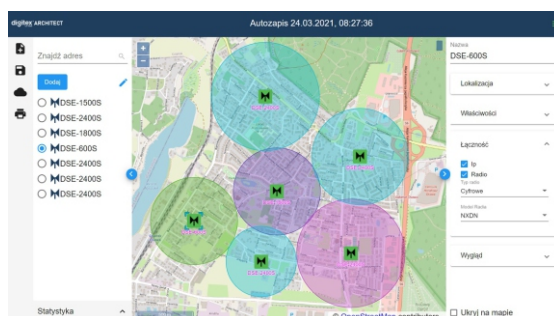 digitex ARCHITECT
Autozapis 24.03.2021, 08:27:36
Znajdź adres
Dodaj
DSE-1500S
DSE-2400S
DSE-1800S
DSE-600S
DSE-2400S
DSE-2400S
DSE-2400S
Statystyka
DSE-2400S
© OpenStreetMap contributors
Nazwa
DSE-600S
Lokalizacja
Właściwości
Łączność
Ip
Radio
Typ radia
Cyfrowe
Model Radia
NXDN
Wygląd
Ukryj na mapie